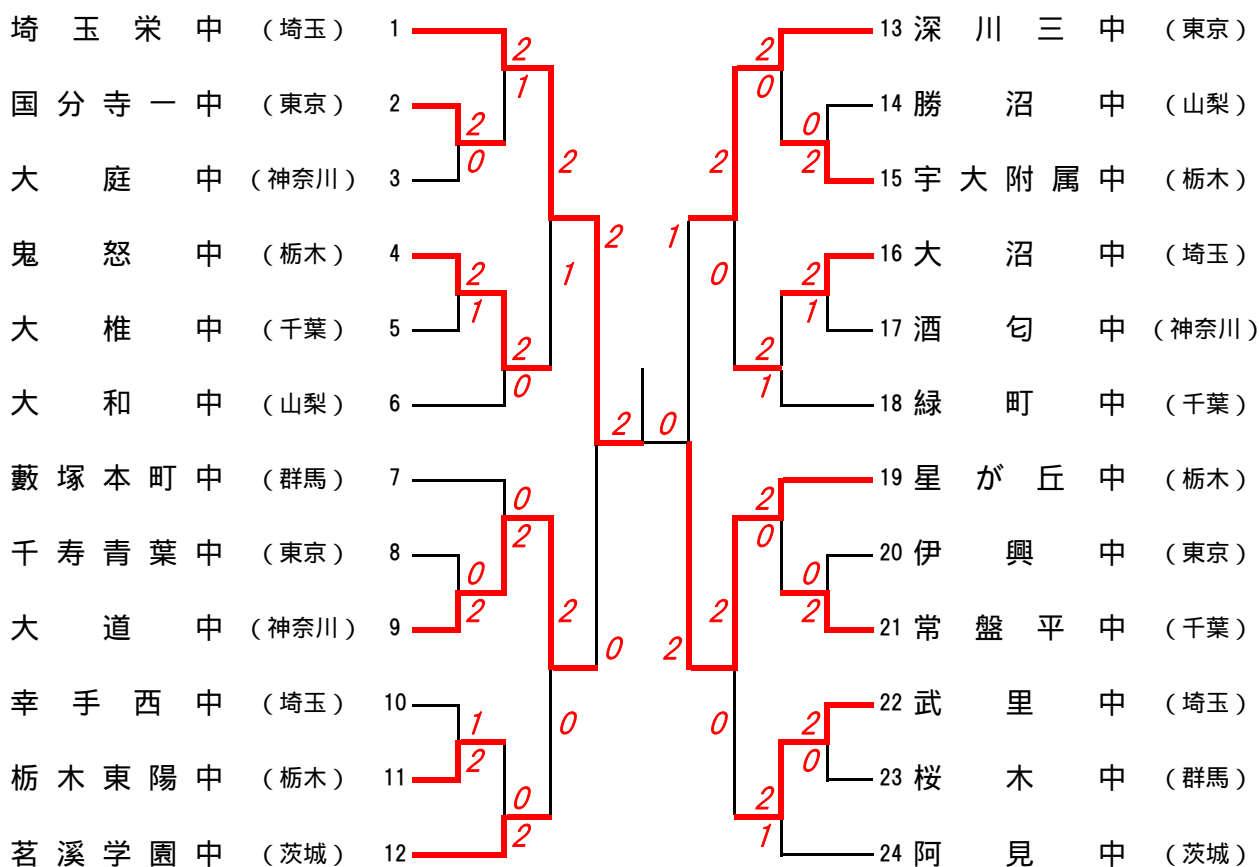 埼玉栄中 (埼玉) 1
国分寺一中 (東京) 2
大庭中 (神奈川) 3
鬼怒中 (栃木) 4
大椎中 (千葉) 5
大和中 (山梨) 6
藪塚本町中 (群馬) 7
千寿青葉中 (東京) 8
大道中 (神奈川) 9
幸手西中 (埼玉) 10
栃木東陽中 (栃木) 11
茗溪学園中 (茨城) 12
2
1
2
0
2
2
1
1
2
0
2
0
2
0
2
2
0
0
1
2
0
2
2
0
13 深川三中 (東京)
14 勝沼中 (山梨)
15 宇大附属中 (栃木)
16 大沼中 (埼玉)
17 酒匂中 (神奈川)
18 緑町中 (千葉)
19 星が丘中 (栃木)
20 伊興中 (東京)
21 常盤平中 (千葉)
22 武里中 (埼玉)
23 桜木中 (群馬)
24 阿見中 (茨城)
2
0
0
2
2
1
0
2
1
2
1
2
0
0
2
2
2
0
2
0
2
1